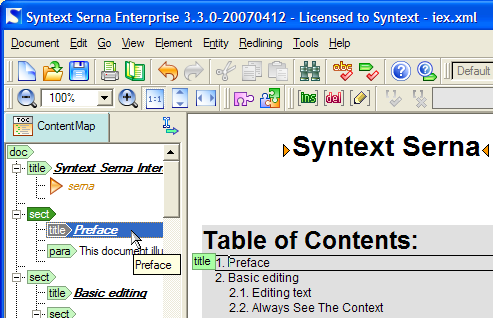 Syntext Serna Enterprise 3.3.0-20070412 - Licensed to Syntext - iex.xml
Document Edit Go View Element Entity Redlining Tools Help
abc Default
100% 1:1 ins del
TOC ContentMap
doc
title Syntext Serna Inter
serna
sect
title Preface
para This document illu
Preface
sect
title Basic editing
sect
Syntext Serna
Table of Contents:
title 1. Preface
2. Basic editing
2.1. Editing text
2.2. Always See The Context